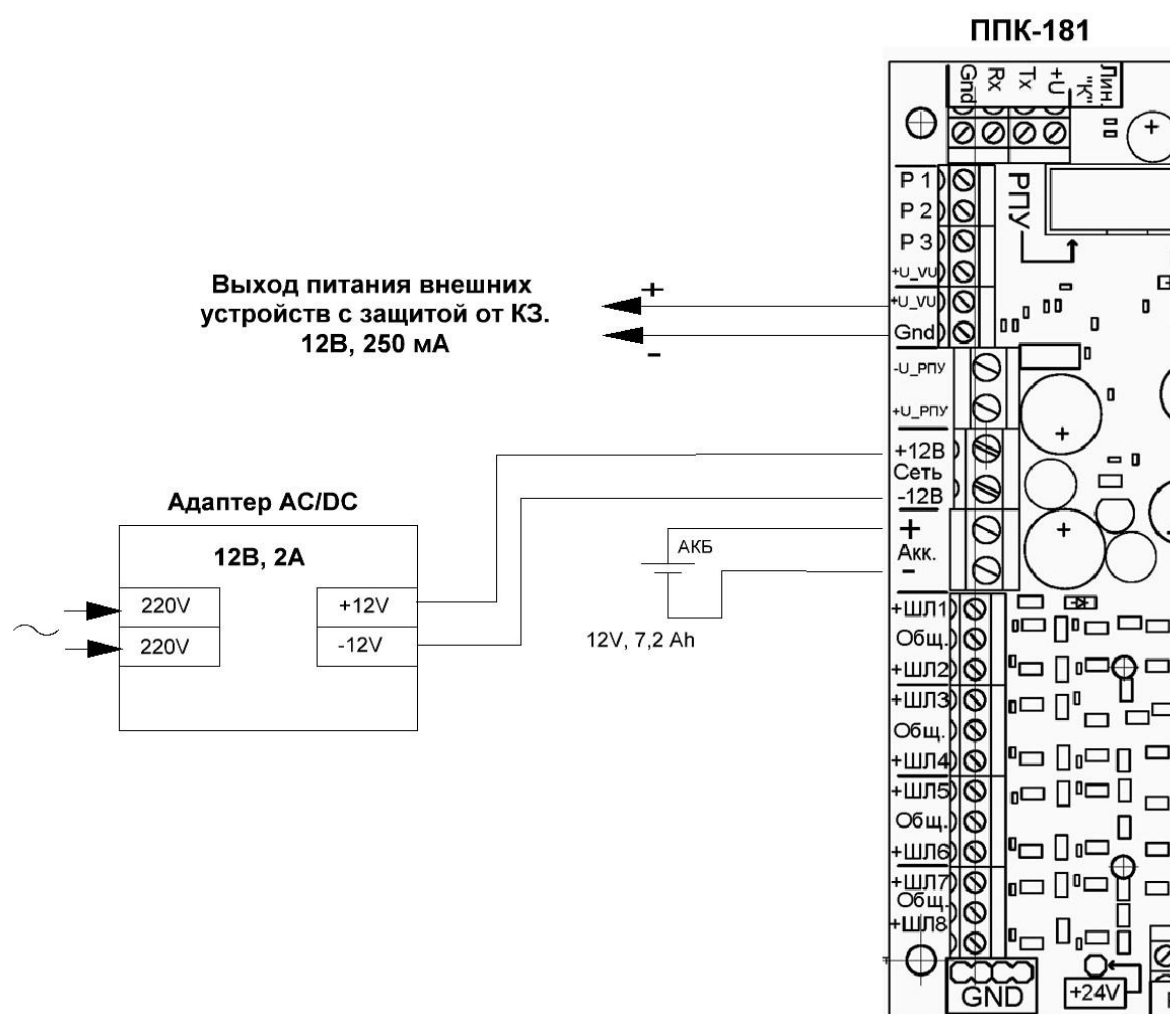 ППК-181
Gnd
Rx
Tx
+U
"К"
Лин.
Р 1
Р 2
Р 3
+U_VU
+U_VU
Gnd
РПУ
Выход питания внешних
устройств с защитой от КЗ.
12В, 250 мА
+
-
-U_РПУ
+U_РПУ
+12В
Сеть
-12В
+
Акк.
-
Адаптер AC/DC
12В, 2А
220V
+12V
220V
-12V
АКБ
12V, 7,2 Ah
+ШЛ1
Общ.
+ШЛ2
+ШЛ3
Общ.
+ШЛ4
+ШЛ5
Общ.
+ШЛ6
+ШЛ7
Общ.
+ШЛ8
GND
+24V